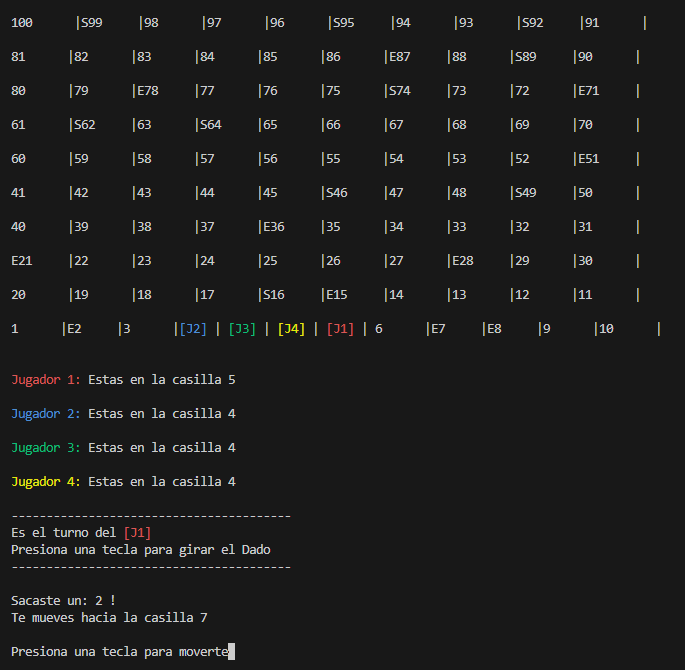 100 |S99 |98 |97 |96 |S95 |94 |93 |S92 |91 |
81 |82 |83 |84 |85 |86 |E87 |88 |S89 |90 |
80 |79 |E78 |77 |76 |75 |S74 |73 |72 |E71 |
61 |S62 |63 |S64 |65 |66 |67 |68 |69 |70 |
60 |59 |58 |57 |56 |55 |54 |53 |52 |E51 |
41 |42 |43 |44 |45 |S46 |47 |48 |S49 |50 |
40 |39 |38 |37 |E36 |35 |34 |33 |32 |31 |
E21 |22 |23 |24 |25 |26 |27 |E28 |29 |30 |
20 |19 |18 |17 |S16 |E15 |14 |13 |12 |11 |
1 |E2 |3 |[J2] | [J3] | [J4] | [J1] | 6 |E7 |E8 |9 |10 |
Jugador 1: Estas en la casilla 5
Jugador 2: Estas en la casilla 4
Jugador 3: Estas en la casilla 4
Jugador 4: Estas en la casilla 4
----------------------------------------
Es el turno del [J1]
Presiona una tecla para girar el Dado
----------------------------------------
Sacaste un: 2 !
Te mueves hacia la casilla 7
Presiona una tecla para moverte